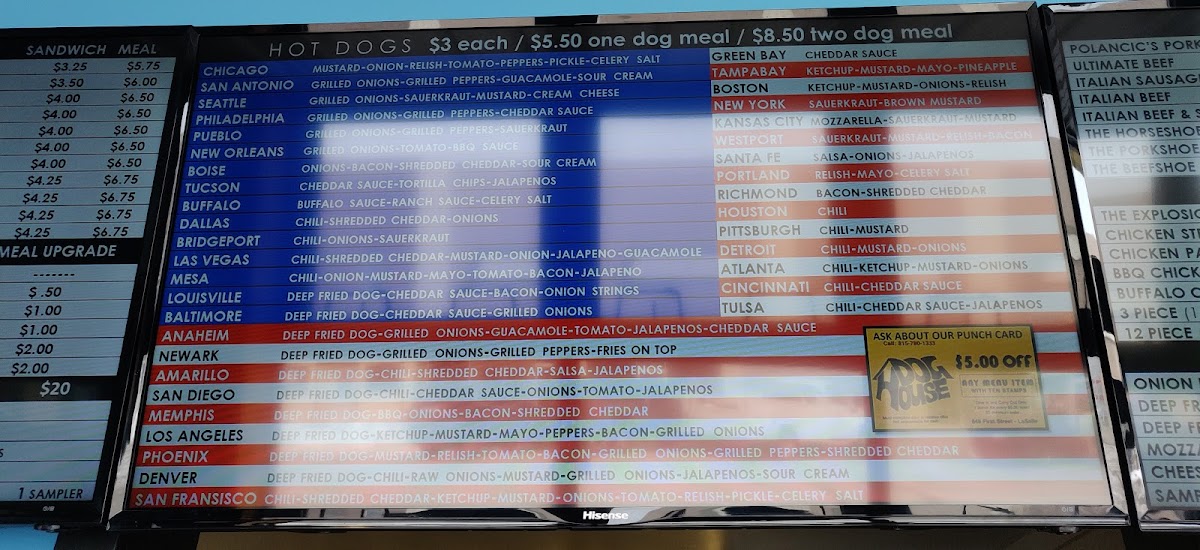 SANDWICH MEAL
$3.25 $5.75
$3.50 $6.00
$4.00 $6.50
$4.00 $6.50
$4.00 $6.50
$4.00 $6.50
$4.00 $6.50
$4.25 $6.75
$4.25 $6.75
$4.25 $6.75
$4.25 $6.75
MEAL UPGRADE
-------
$ .50
$1.00
$1.00
$2.00
$2.00
$20
1 SAMPLER
HOT DOGS $3 each / $5.50 one dog meal / $8.50 two dog meal
CHICAGO MUSTARD-ONION-RELISH-TOMATO-PEPPERS-PICKLE-CELERY SALT
SAN ANTONIO GRILLED ONIONS-GRILLED PEPPERS-GUACAMOLE-SOUR CREAM
SEATTLE GRILLED ONIONS-SAUERKRAUT-MUSTARD-CREAM CHEESE
PHILADELPHIA GRILLED ONIONS-GRILLED PEPPERS-CHEDDAR SAUCE
PUEBLO GRILLED ONIONS-GRILLED PEPPERS-SAUERKRAUT
NEW ORLEANS GRILLED ONIONS-TOMATO-BBQ SAUCE
BOISE ONIONS-BACON-SHREDDED CHEDDAR-SOUR CREAM
TUCSON CHEDDAR SAUCE-TORTILLA CHIPS-JALAPENOS
BUFFALO BUFFALO SAUCE-RANCH SAUCE-CELERY SALT
DALLAS CHILI-SHREDDED CHEDDAR-ONIONS
BRIDGEPORT CHILI-ONIONS-SAUERKRAUT
LAS VEGAS CHILI-SHREDDED CHEDDAR-MUSTARD-ONION-JALAPENO-GUACAMOLE
MESA CHILI-ONION-MUSTARD-MAYO-TOMATO-BACON-JALAPENO
LOUISVILLE DEEP FRIED DOG-CHEDDAR SAUCE-BACON-ONION STRINGS
BALTIMORE DEEP FRIED DOG-CHEDDAR SAUCE-GRILLED ONIONS
GREEN BAY CHEDDAR SAUCE
TAMPABAY KETCHUP-MUSTARD-MAYO-PINEAPPLE
BOSTON KETCHUP-MUSTARD-ONIONS-RELISH
NEW YORK SAUERKRAUT-BROWN MUSTARD
KANSAS CITY MOZZARELLA-SAUERKRAUT-MUSTARD
WESTPORT SAUERKRAUT-MUSTARD-RELISH-BACON
SANTA FE SALSA-ONIONS-JALAPENOS
PORTLAND RELISH-MAYO-CELERY SALT
RICHMOND BACON-SHREDDED CHEDDAR
HOUSTON CHILI
PITTSBURGH CHILI-MUSTARD
DETROIT CHILI-MUSTARD-ONIONS
ATLANTA CHILI-KETCHUP-MUSTARD-ONIONS
CINCINNATI CHILI-CHEDDAR SAUCE
TULSA CHILI-CHEDDAR SAUCE-JALAPENOS
ANAHEIM DEEP FRIED DOG-GRILLED ONIONS-GUACAMOLE-TOMATO-JALAPENOS-CHEDDAR SAUCE
NEWARK DEEP FRIED DOG-GRILLED ONIONS-GRILLED PEPPERS-FRIES ON TOP
AMARILLO DEEP FRIED DOG-CHILI-SHREDDED CHEDDAR-SALSA-JALAPENOS
SAN DIEGO DEEP FRIED DOG-CHILI-CHEDDAR SAUCE-ONIONS-TOMATO-JALAPENOS
MEMPHIS DEEP FRIED DOG-BBQ-ONIONS-BACON-SHREDDED CHEDDAR
LOS ANGELES DEEP FRIED DOG-KETCHUP-MUSTARD-MAYO-PEPPERS-BACON-GRILLED ONIONS
PHOENIX DEEP FRIED DOG-MUSTARD-RELISH-TOMATO-BACON-GRILLED ONIONS-GRILLED PEPPERS-SHREDDED CHEDDAR
DENVER DEEP FRIED DOG-CHILI-RAW ONIONS-MUSTARD-GRILLED ONIONS-JALAPENOS-SOUR CREAM
SAN FRANSISCO CHILI-SHREDDED CHEDDAR-KETCHUP-MUSTARD-ONIONS-TOMATO-RELISH-PICKLE-CELERY SALT
ASK ABOUT OUR PUNCH CARD
DOG HOUSE
$5.00 OFF
ANY MENU ITEM
Hisense
POLANCIC'S POR
ULTIMATE BEEF
ITALIAN SAUSAG
ITALIAN BEEF
ITALIAN BEEF &
THE HORSESHO
THE PORKSHOE
THE BEEFSHOE
THE EXPLOSIO
CHICKEN STR
CHICKEN PA
BBQ CHICK
BUFFALO C
3 PIECE
12 PIECE
ONION
DEEP FR
DEEP F
MOZZ
CHEES
SAM